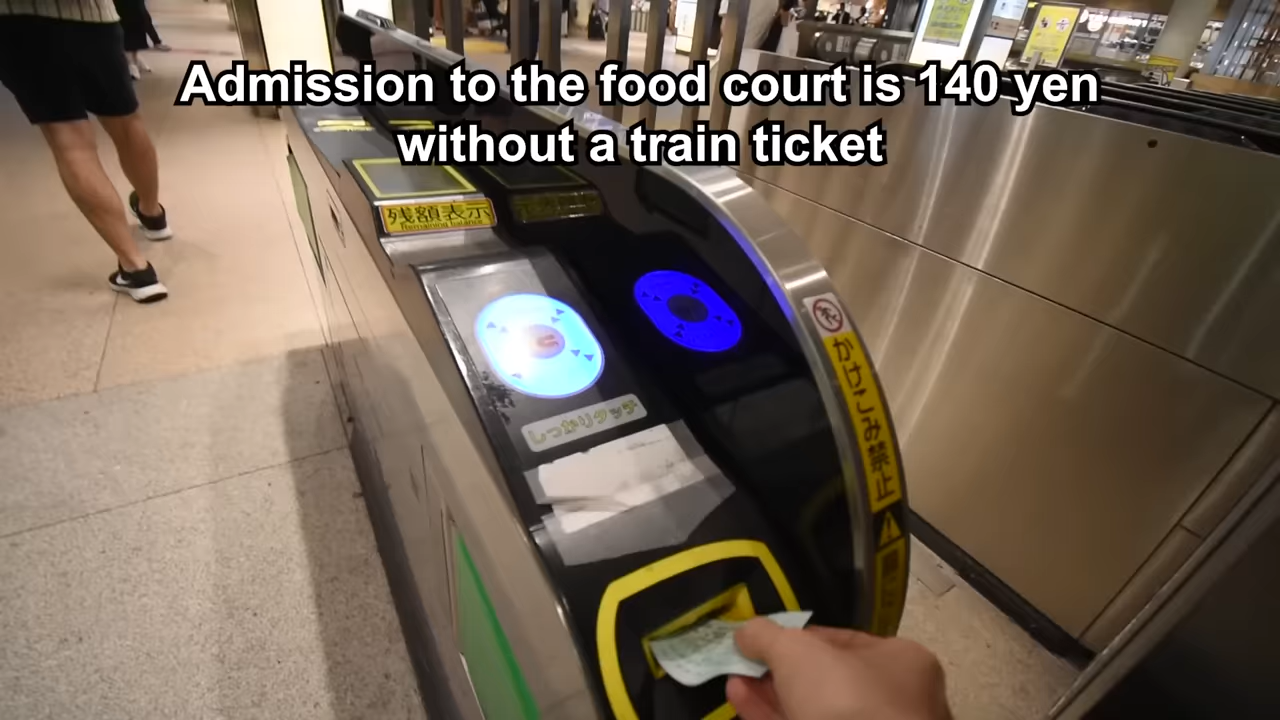 Admission to the food court is 140 yen
without a train ticket
残額表示
Remaining balance
しっかりタッチ
かけこみ禁止